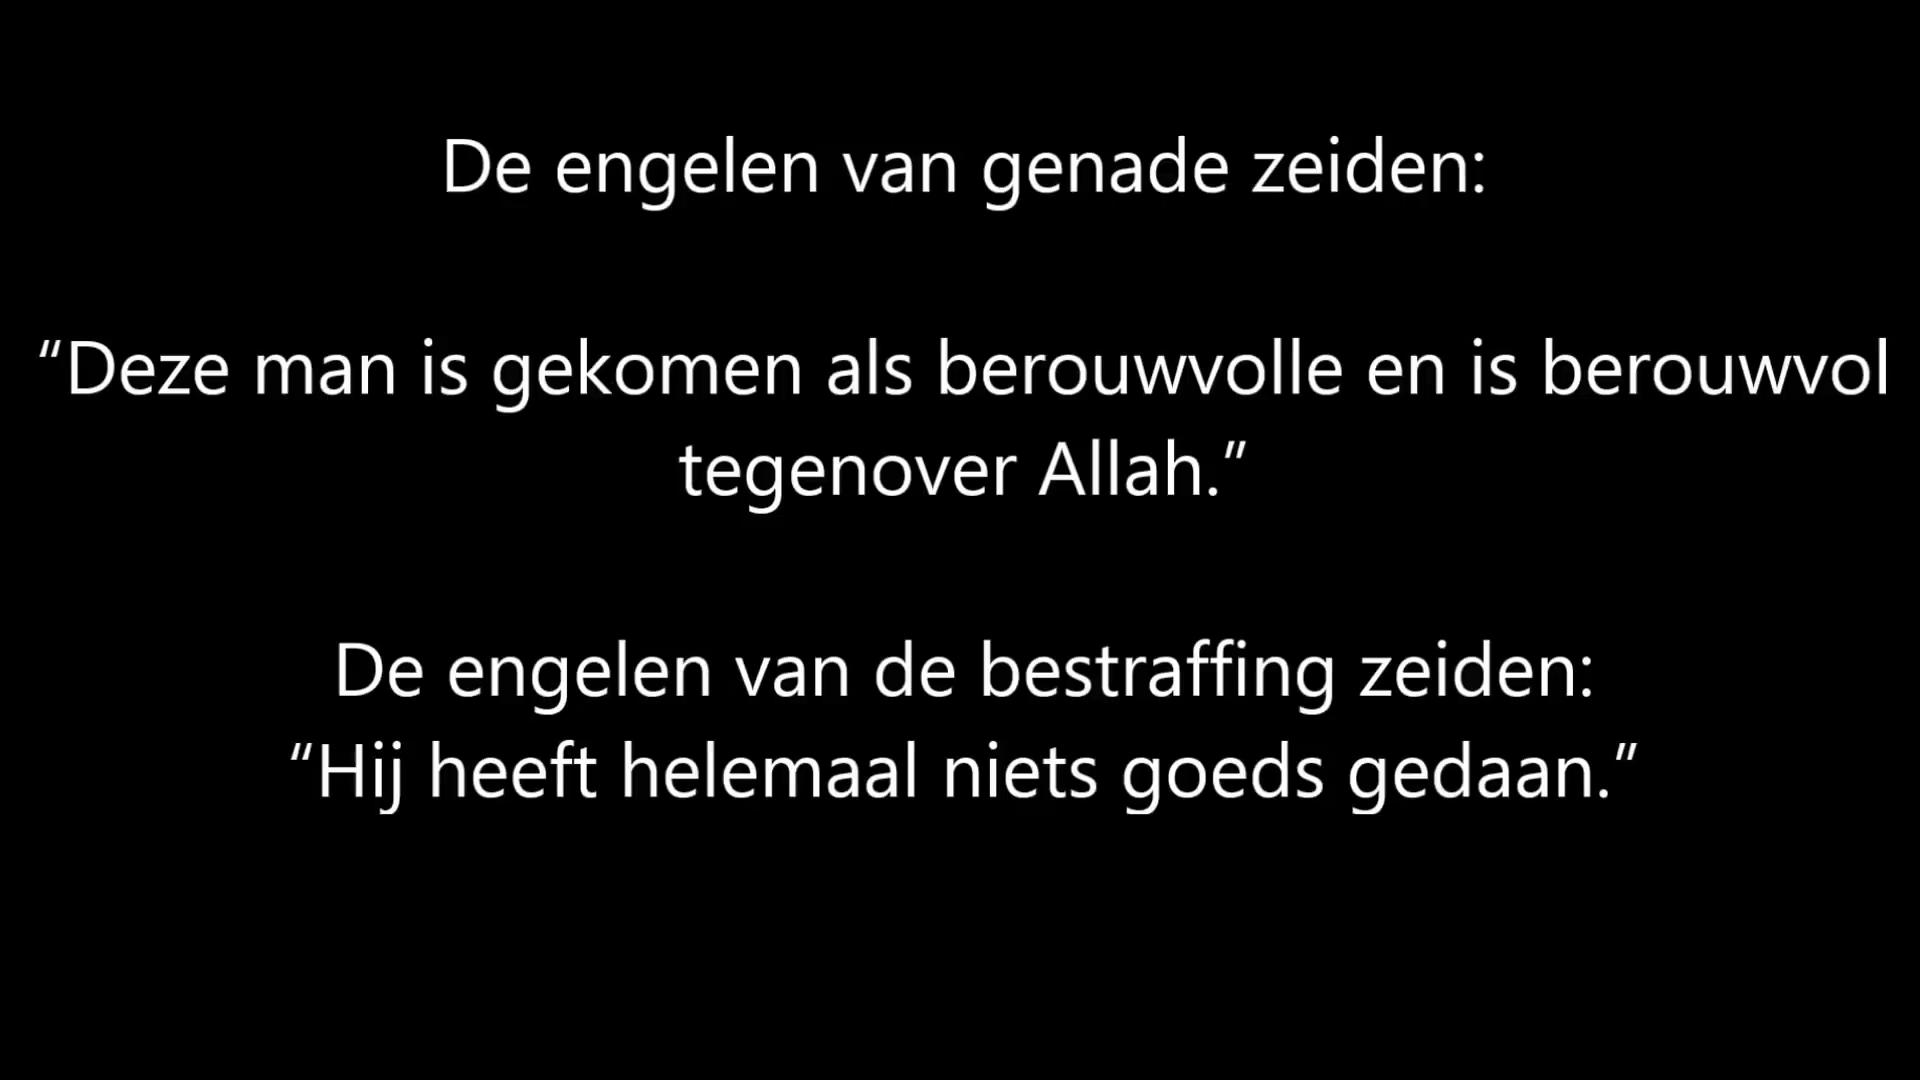 De engelen van genade zeiden:
“Deze man is gekomen als berouwvolle en is berouwvol
tegenover Allah.”
De engelen van de bestraffing zeiden:
“Hij heeft helemaal niets goeds gedaan.”